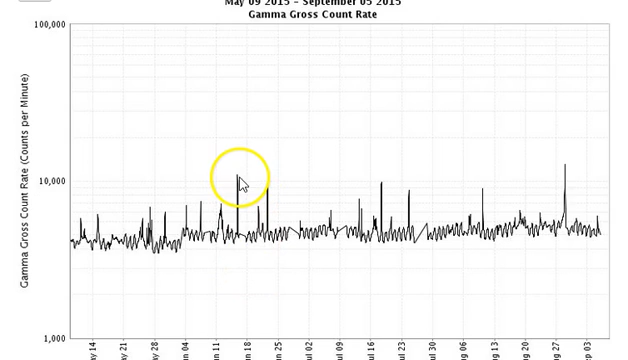 May 09 2015 - September 05 2015
Gamma Gross Count Rate
100,000
10,000
1,000
Gamma Gross Count Rate (Counts per Minute)
ay 14
ay 21
ay 28
un 04
un 11
un 18
un 25
ul 02
ul 09
ul 16
ul 23
ul 30
ug 06
ug 13
ug 20
ug 27
ep 03